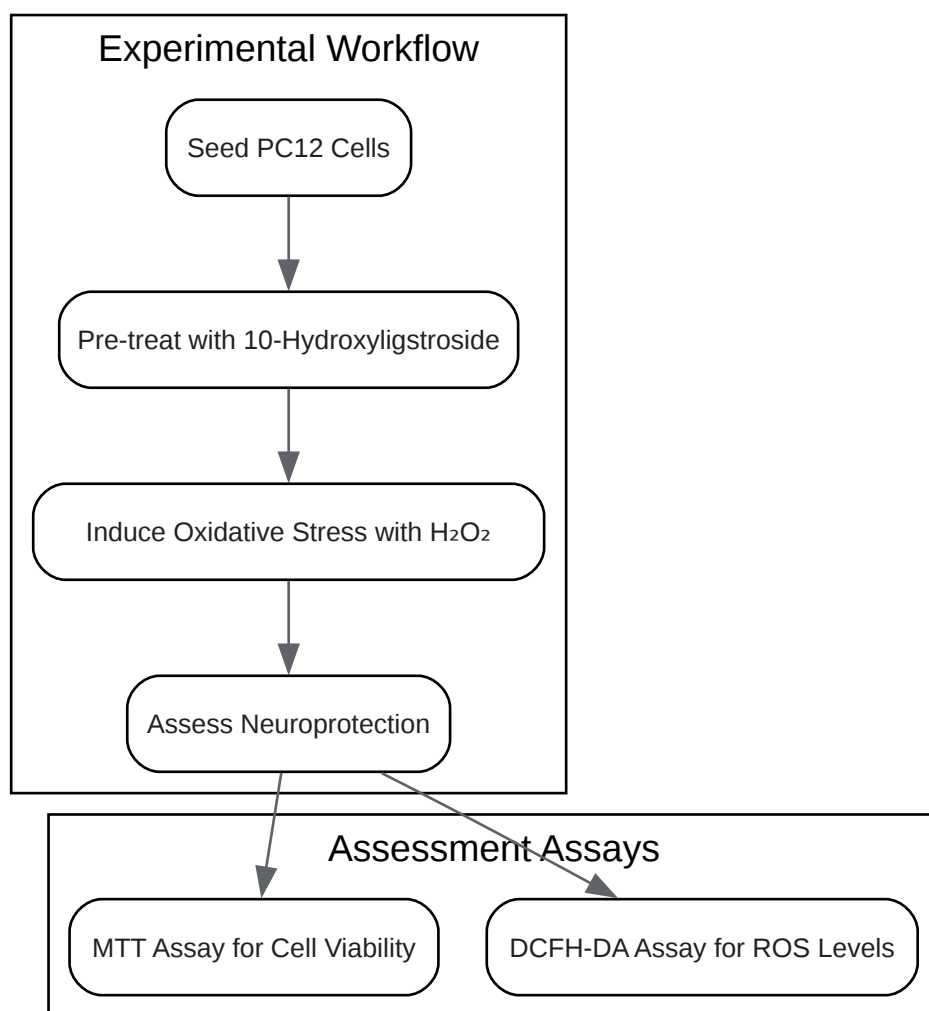 Experimental Workflow
Seed PC12 Cells
Pre-treat with 10-Hydroxyligstroside
Induce Oxidative Stress with H₂O₂
Assess Neuroprotection
Assessment Assays
MTT Assay for Cell Viability
DCFH-DA Assay for ROS Levels